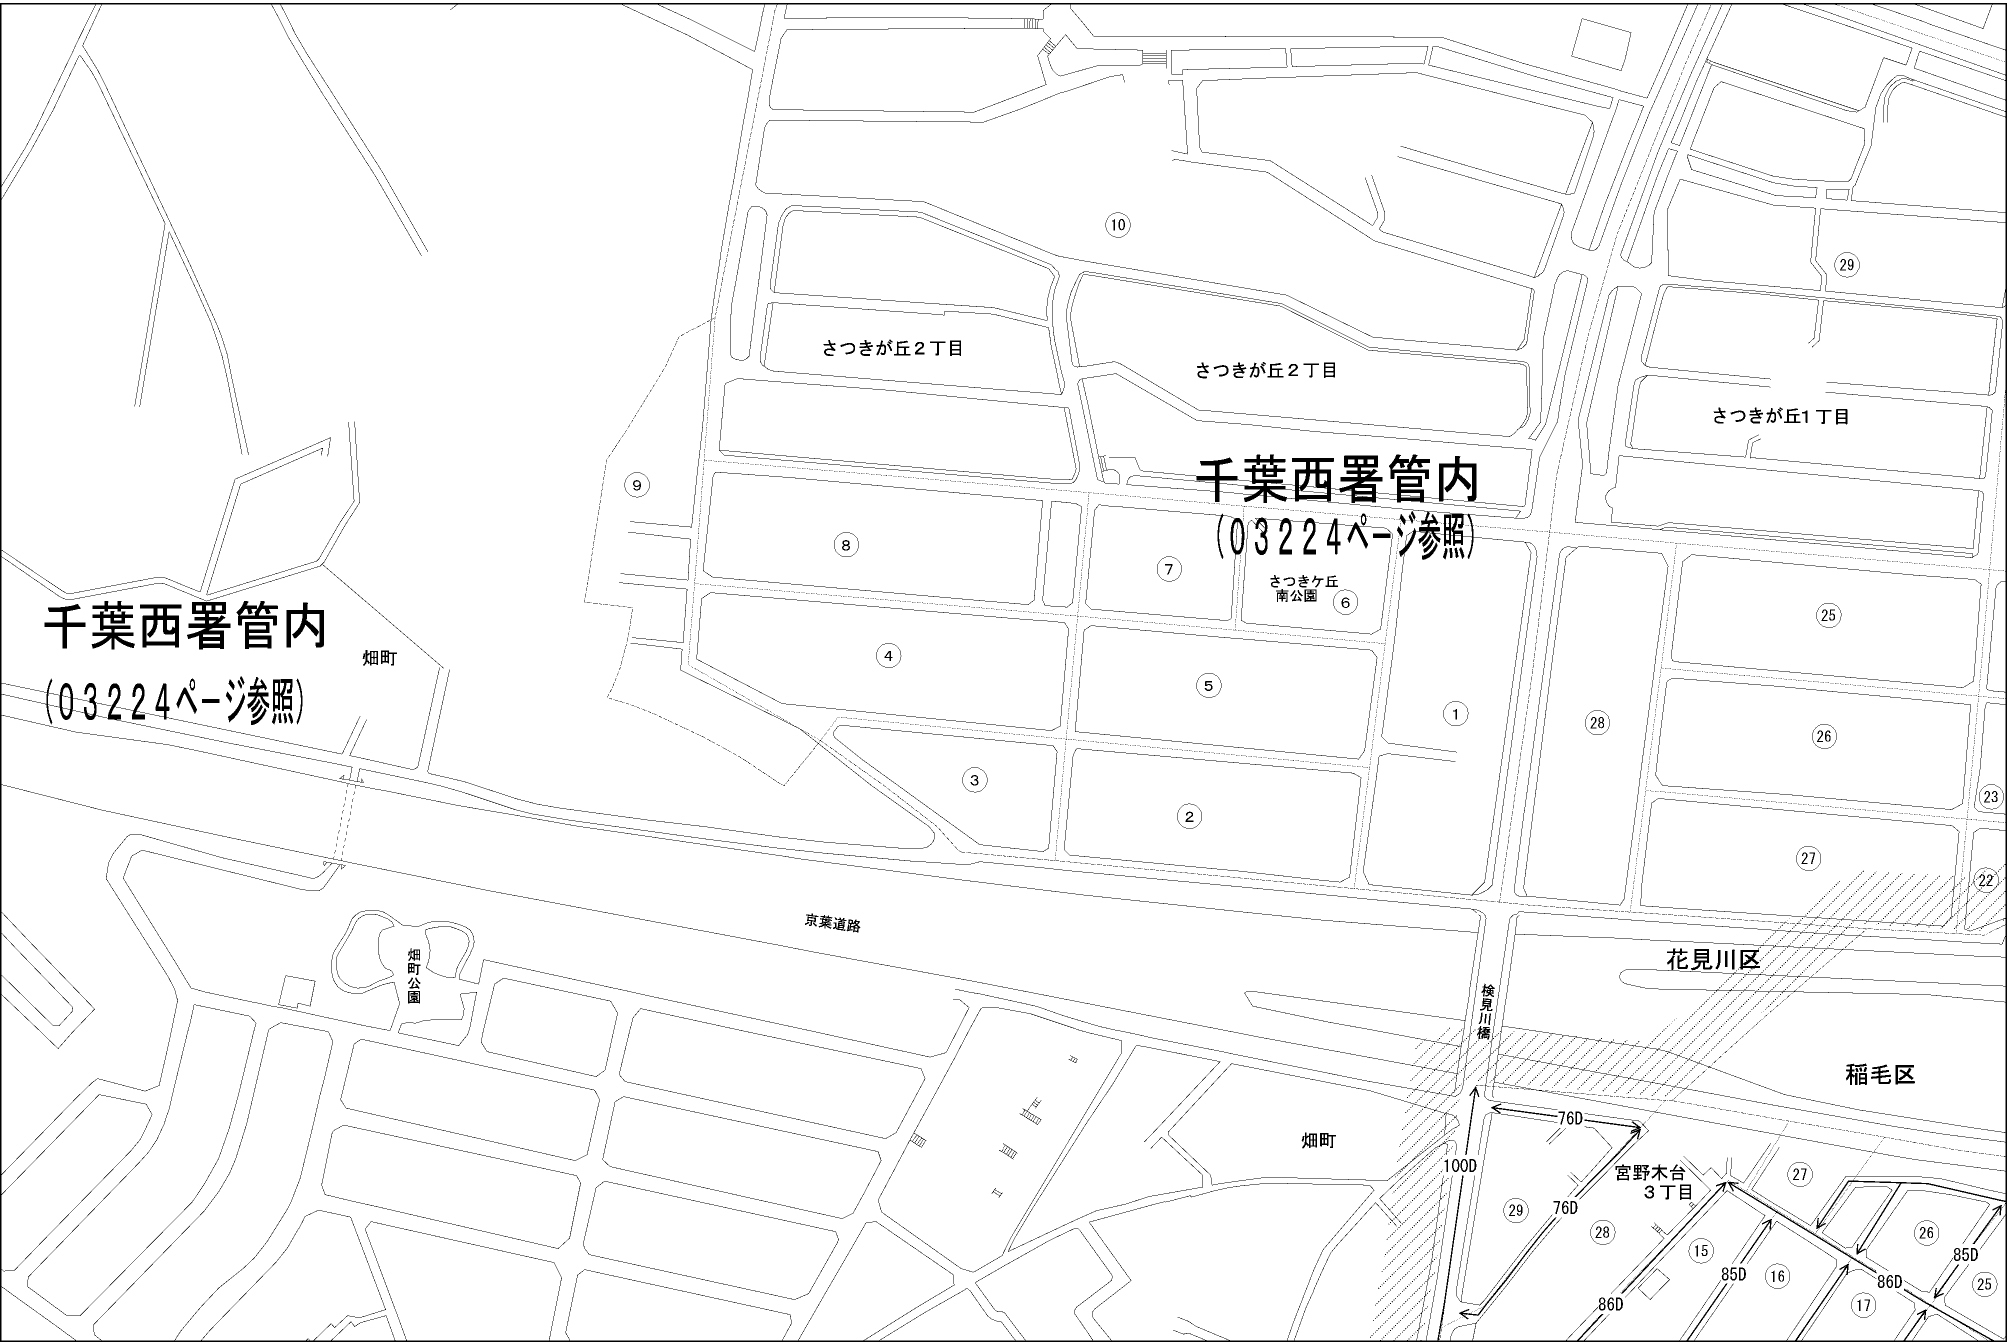 ⑩
㉙
さつきが丘２丁目
さつきが丘２丁目
さつきが丘１丁目
千葉西署管内
（０３２２４ページ参照）
⑨
⑧
⑦
さつきケ丘
南公園
⑥
㉕
千葉西署管内
（０３２２４ページ参照）
畑町
④
⑤
①
㉘
㉖
③
②
㉓
㉗
㉒
京葉道路
畑町公園
花見川区
検見川橋
稲毛区
76D
畑町
100D
宮野木台
３丁目
㉗
76D
㉙
㉘
⑮
㉖
85D
85D
⑯
86D
㉕
86D
⑰